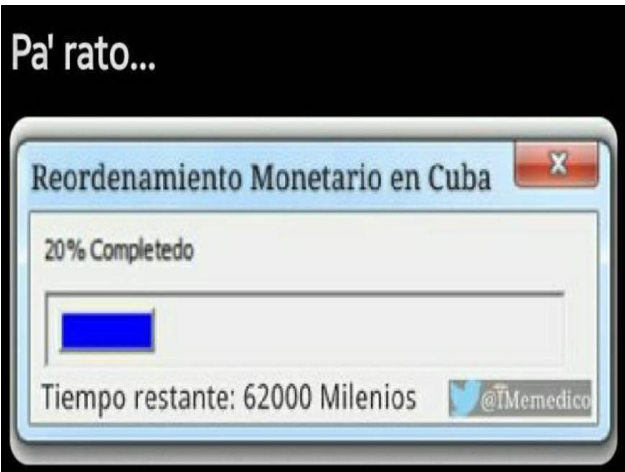 Pa' rato...
Reordenamiento Monetario en Cuba
20% Completedo
Tiempo restante: 62000 Milenios
@TMemedico